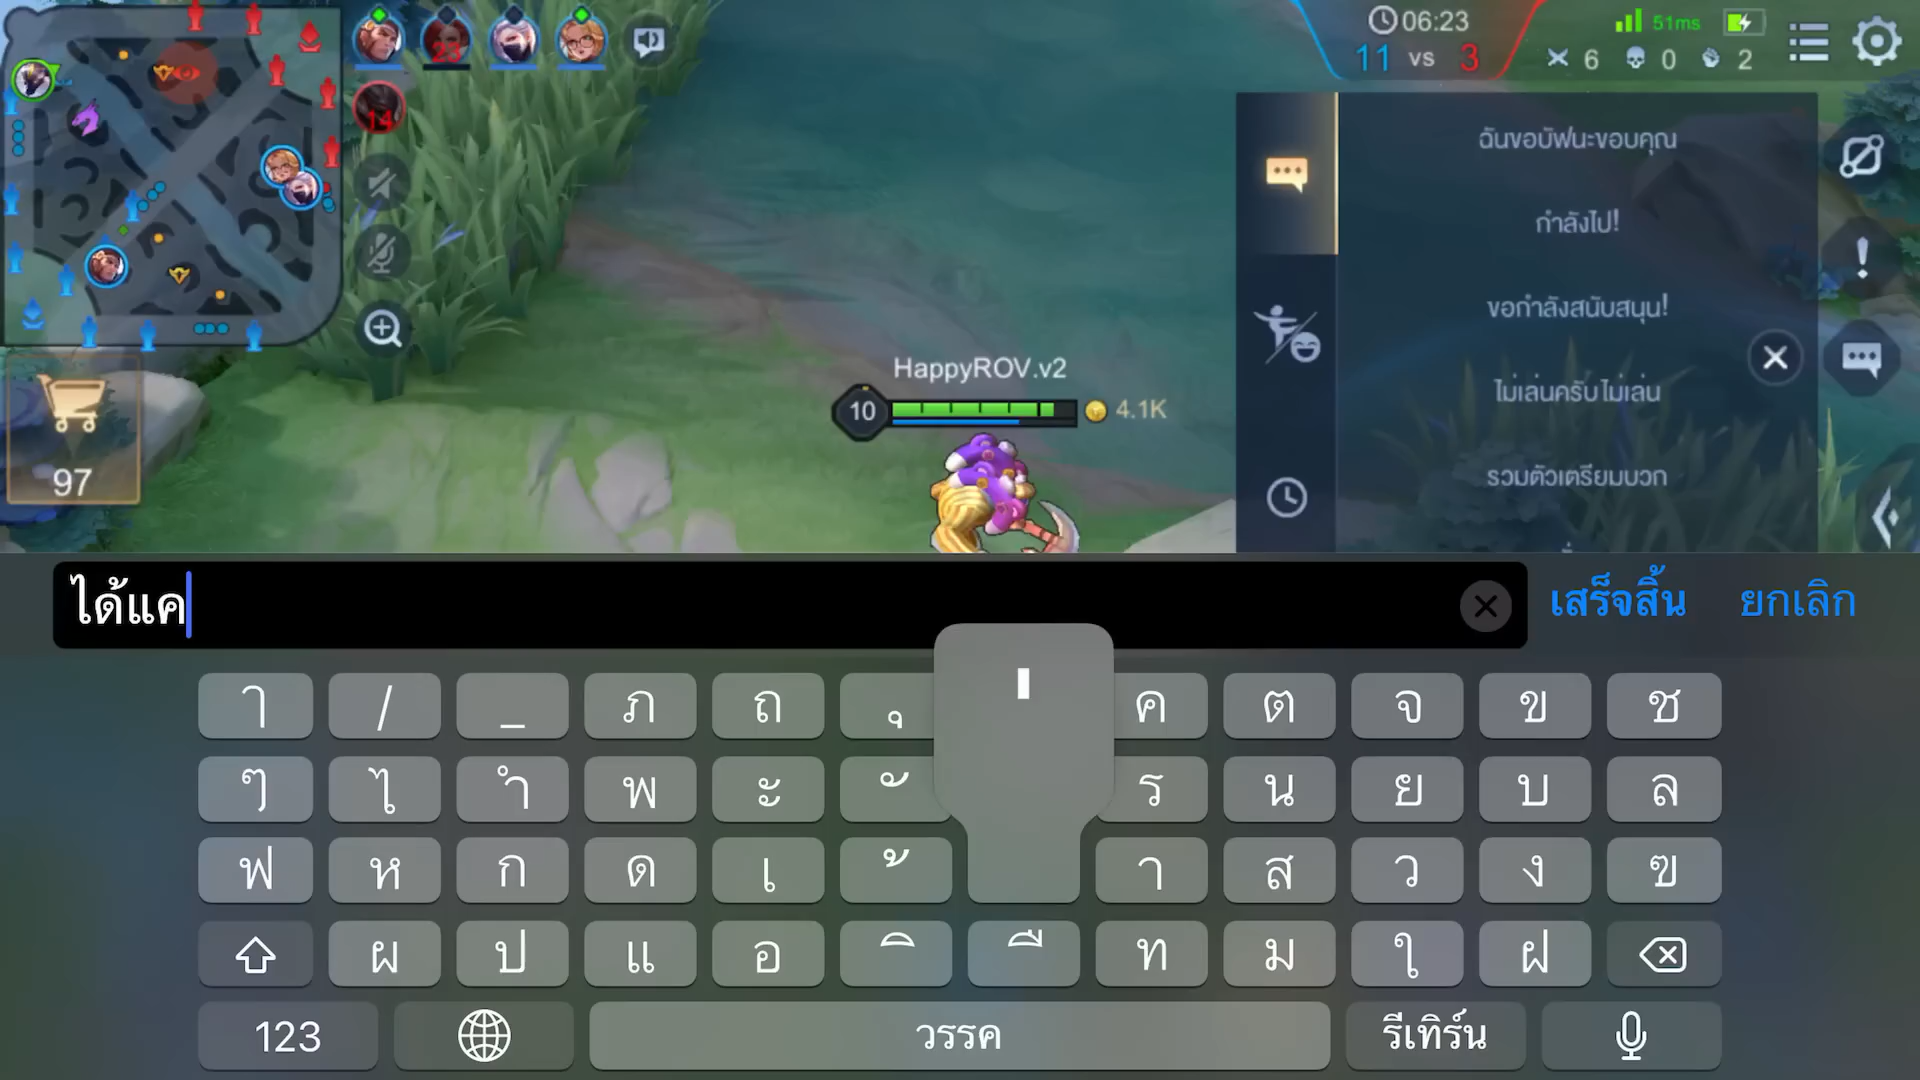 23
14
06:23
11 vs 3
51ms
6 0 2
97
HappyROV.v2
10
4.1K
ฉันขอบัฟนะขอบคุณ
กำลังไป!
ขอกำลังสนับสนุน!
ไม่เล่นครับไม่เล่น
รวมตัวเตรียมบวก
ได้แค
เสร็จสิ้น ยกเลิก
ำ / _ ภ ถ ุ ค ต จ ข ช
ๆ ไ ำ พ ะ ั ร น ย บ ล
ฟ ห ก ด เ ้ ่ า ส ว ง ฃ
ผ ป แ อ ิ ื ท ม ใ ฝ
123 วรรค รีเทิร์น